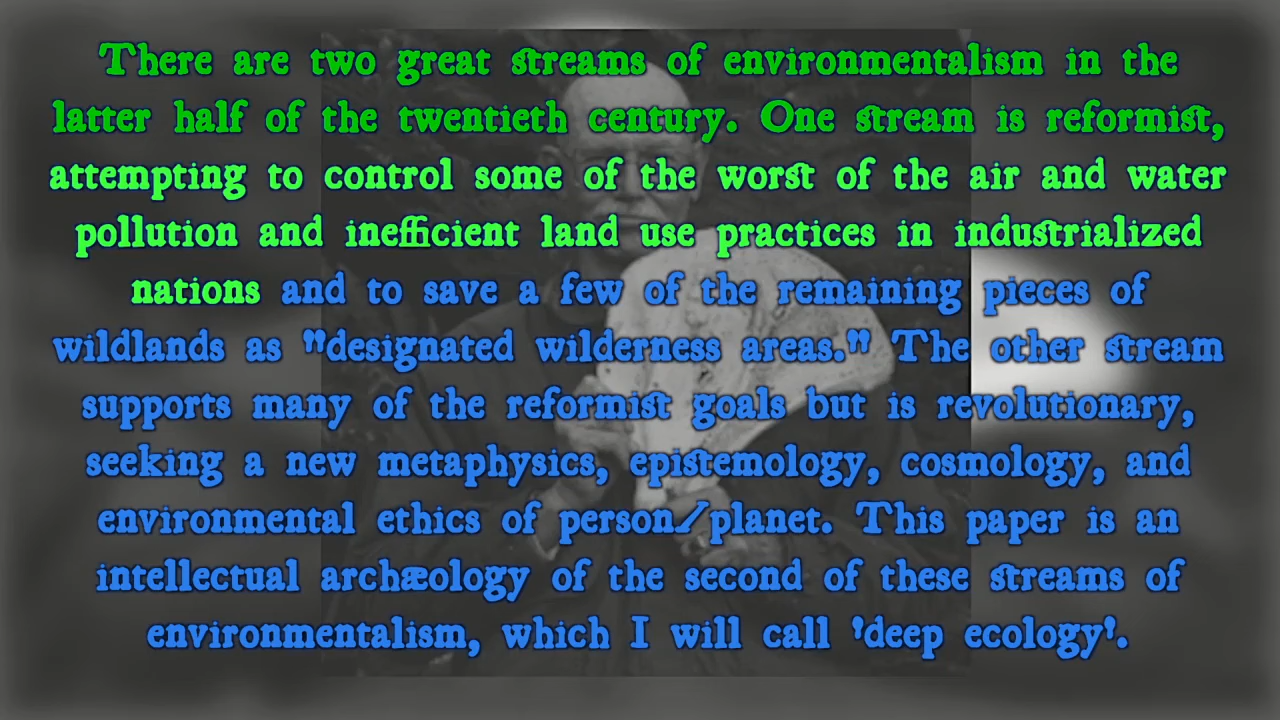 There are two great streams of environmentalism in the
latter half of the twentieth century. One stream is reformist,
attempting to control some of the worst of the air and water
pollution and inefficient land use practices in industrialized
nations and to save a few of the remaining pieces of
wildlands as "designated wilderness areas." The other stream
supports many of the reformist goals but is revolutionary,
seeking a new metaphysics, epistemology, cosmology, and
environmental ethics of person/planet. This paper is an
intellectual archæology of the second of these streams of
environmentalism, which I will call 'deep ecology'.